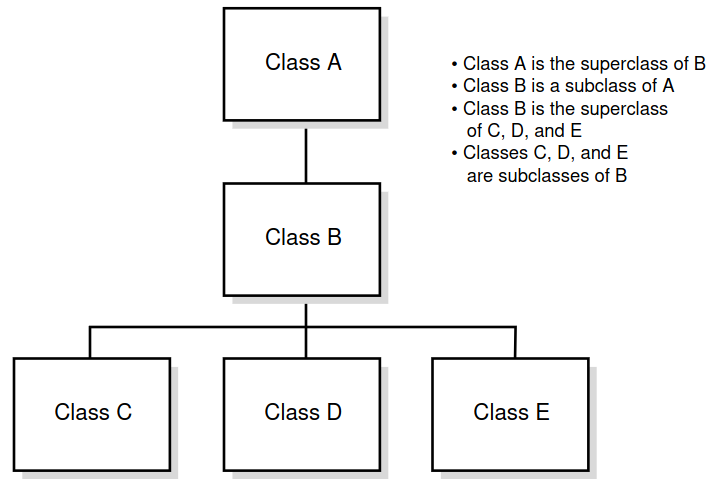 Class A
• Class A is the superclass of B
• Class B is a subclass of A
• Class B is the superclass
of C, D, and E
• Classes C, D, and E
are subclasses of B
Class B
Class C
Class D
Class E